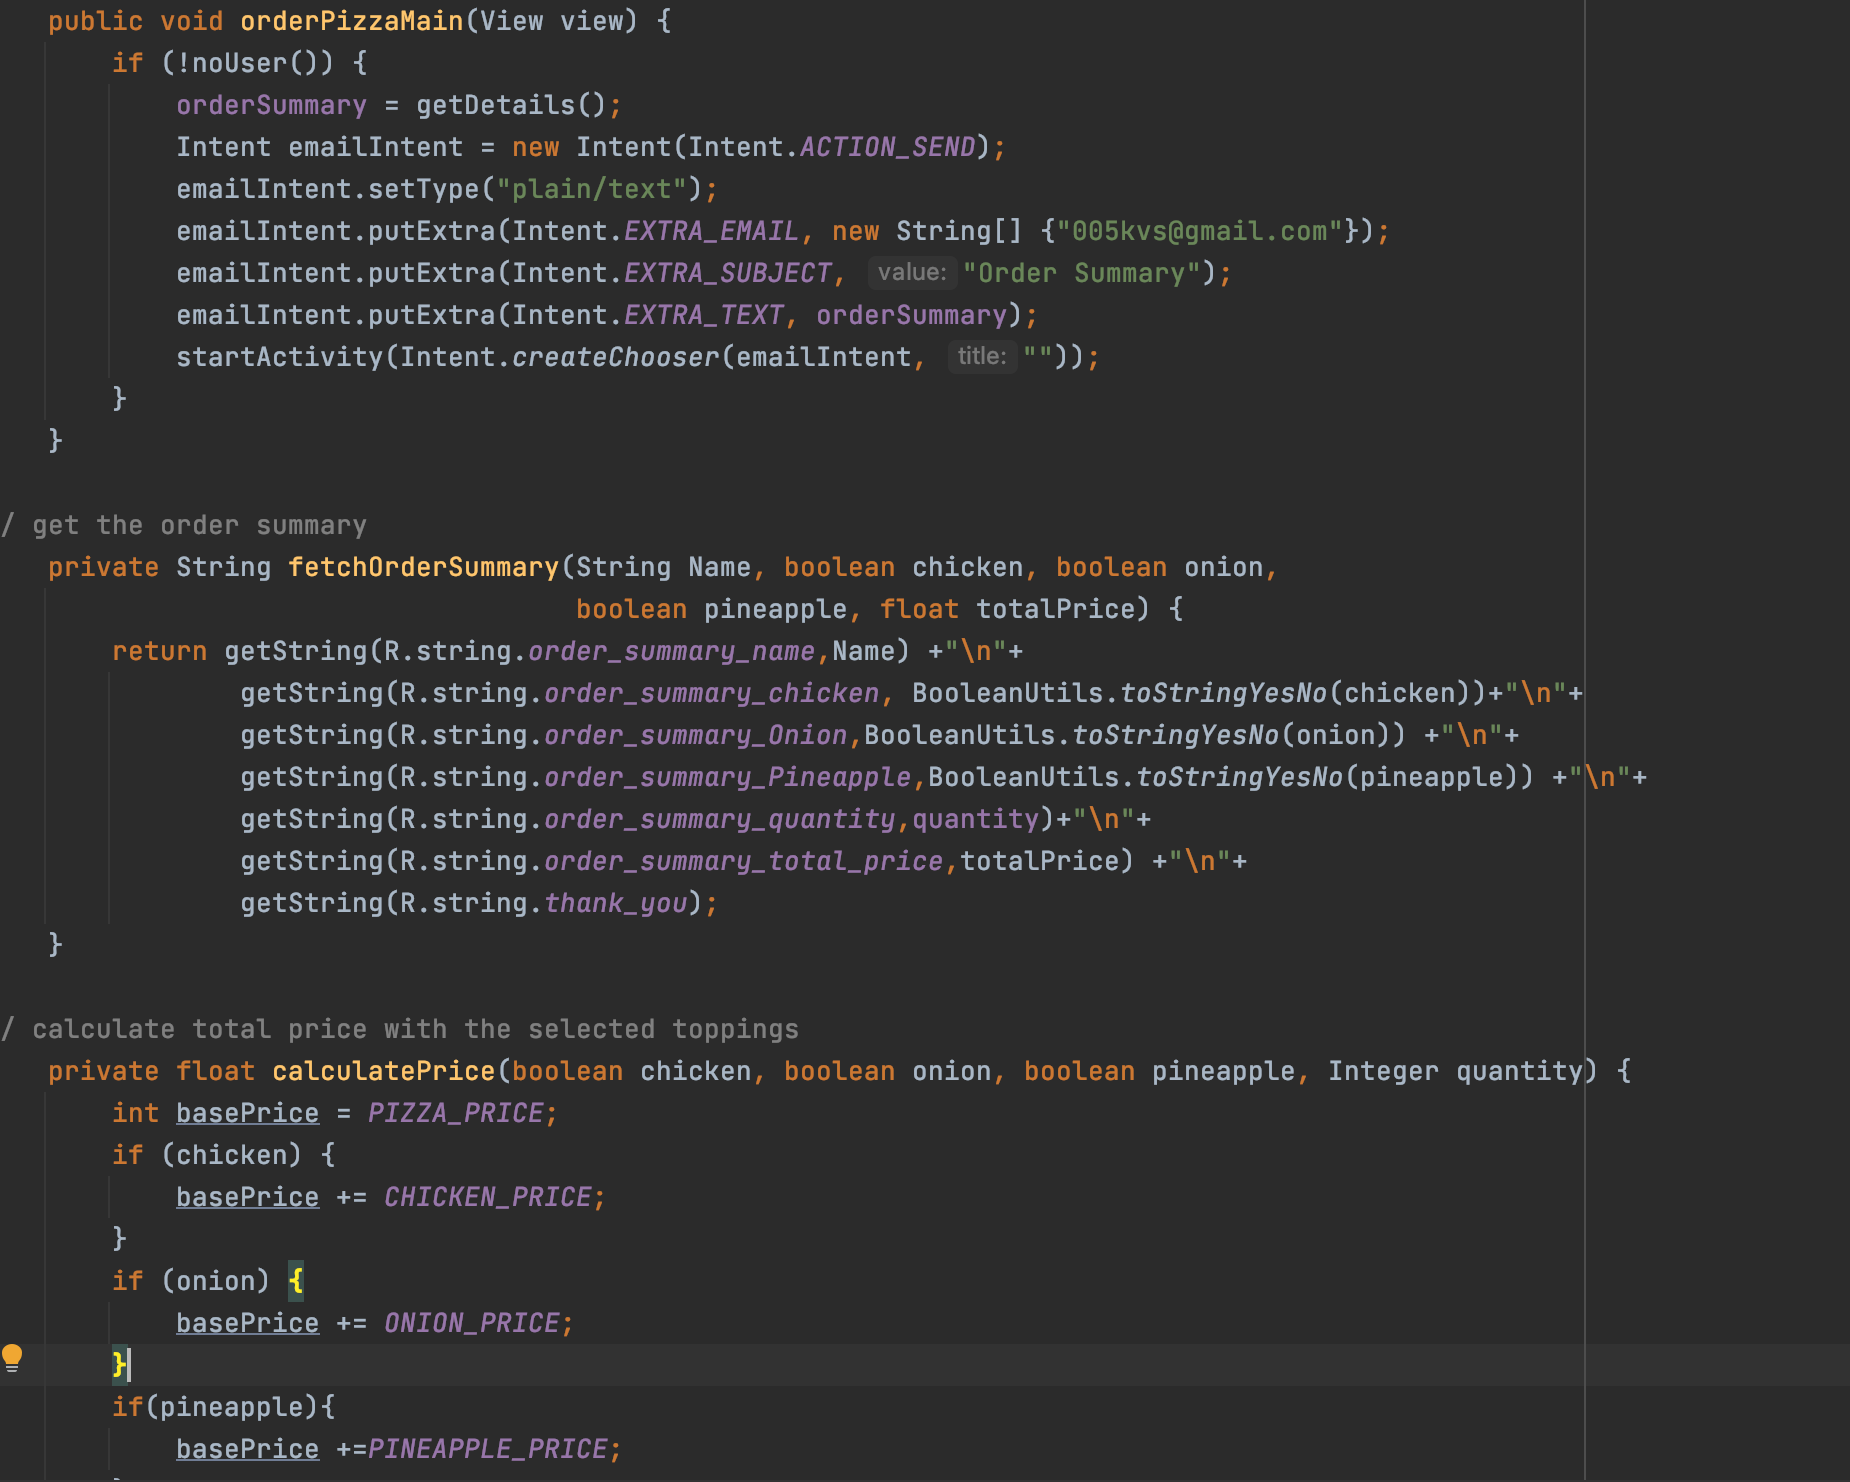 public void orderPizzaMain(View view) {
if (!noUser()) {
orderSummary = getDetails();
Intent emailIntent = new Intent(Intent.ACTION_SEND);
emailIntent.setType("plain/text");
emailIntent.putExtra(Intent.EXTRA_EMAIL, new String[] {"005kvs@gmail.com"});
emailIntent.putExtra(Intent.EXTRA_SUBJECT, value: "Order Summary");
emailIntent.putExtra(Intent.EXTRA_TEXT, orderSummary);
startActivity(Intent.createChooser(emailIntent, title: ""));
}
}
/ get the order summary
private String fetchOrderSummary(String Name, boolean chicken, boolean onion,
boolean pineapple, float totalPrice) {
return getString(R.string.order_summary_name,Name) +"\n"+
getString(R.string.order_summary_chicken, BooleanUtils.toStringYesNo(chicken))+"\n"+
getString(R.string.order_summary_Onion,BooleanUtils.toStringYesNo(onion)) +"\n"+
getString(R.string.order_summary_Pineapple,BooleanUtils.toStringYesNo(pineapple)) +"\n"+
getString(R.string.order_summary_quantity,quantity)+"\n"+
getString(R.string.order_summary_total_price,totalPrice) +"\n"+
getString(R.string.thank_you);
}
/ calculate total price with the selected toppings
private float calculatePrice(boolean chicken, boolean onion, boolean pineapple, Integer quantity) {
int basePrice = PIZZA_PRICE;
if (chicken) {
basePrice += CHICKEN_PRICE;
}
if (onion) {
basePrice += ONION_PRICE;
}
if(pineapple){
basePrice +=PINEAPPLE_PRICE;